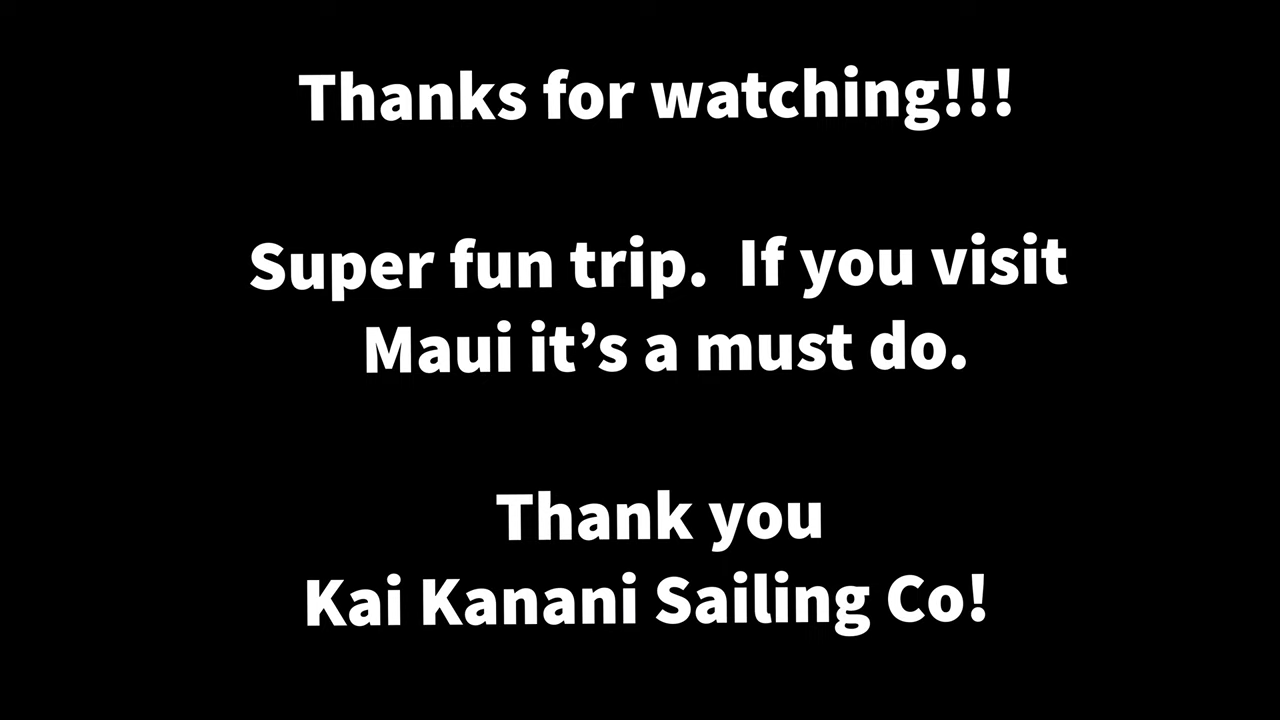 Thanks for watching!!!
Super fun trip.  If you visit
Maui it’s a must do.
Thank you
Kai Kanani Sailing Co!